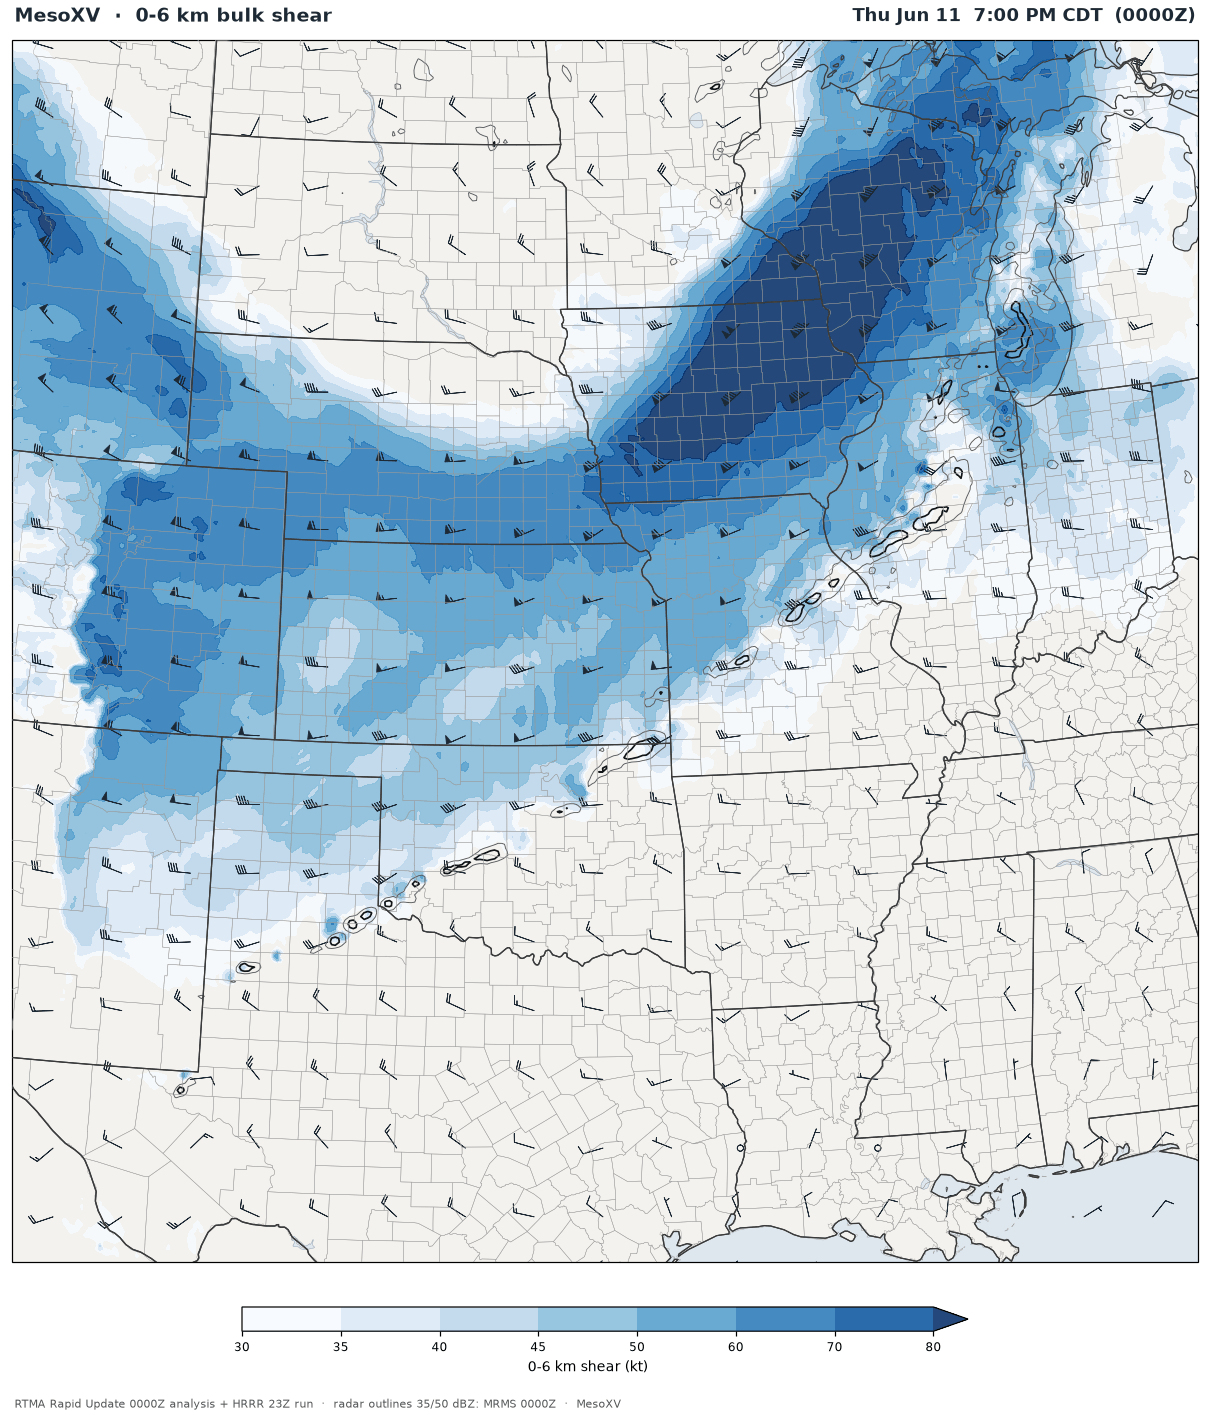 MesoXV · 0-6 km bulk shear
Thu Jun 11 7:00 PM CDT (0000Z)
30 35 40 45 50 60 70 80
0-6 km shear (kt)
RTMA Rapid Update 0000Z analysis + HRRR 23Z run · radar outlines 35/50 dBZ: MRMS 0000Z · MesoXV